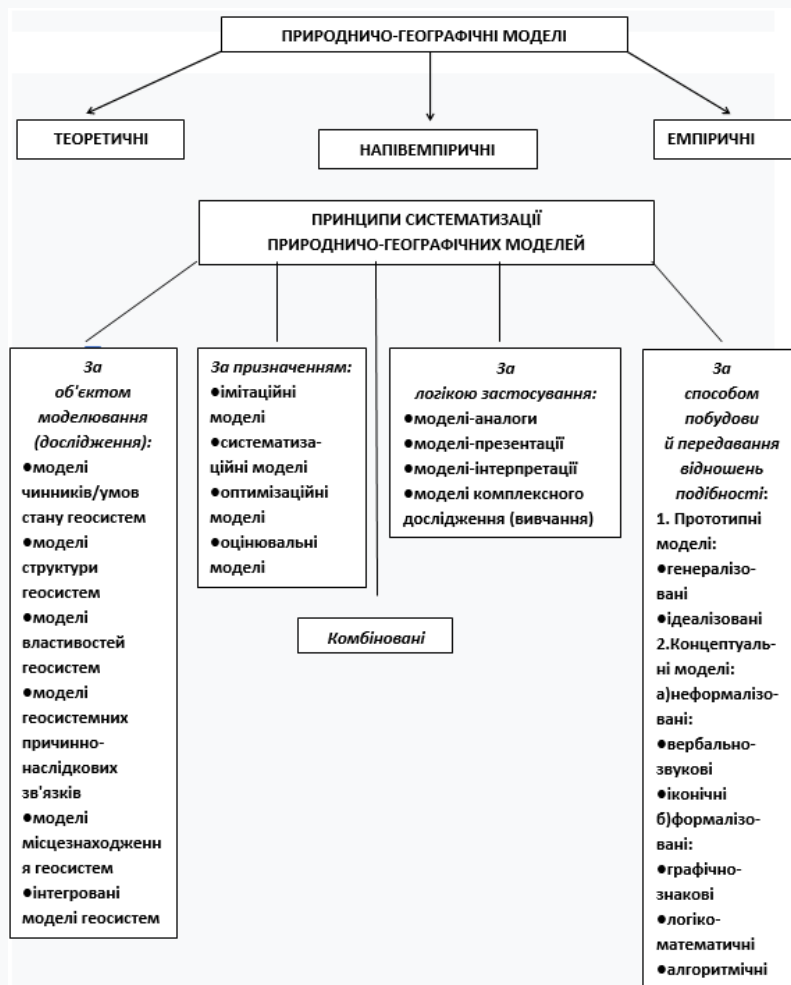 ПРИРОДНИЧО-ГЕОГРАФІЧНІ МОДЕЛІ
ТЕОРЕТИЧНІ
НАПІВЕМПІРИЧНІ
ЕМПІРИЧНІ
ПРИНЦИПИ СИСТЕМАТИЗАЦІЇ
ПРИРОДНИЧО-ГЕОГРАФІЧНИХ МОДЕЛЕЙ
За
об'єктом
моделювання
(дослідження):
●моделі
чинників/умов
стану геосистем
●моделі
структури
геосистем
●моделі
властивостей
геосистем
●моделі
геосистемних
причинно-
наслідкових
зв'язків
●моделі
місцезнаходженн
я геосистем
●інтегровані
моделі геосистем
За призначенням:
●імітаційні
моделі
●систематиза-
ційні моделі
●оптимізаційні
моделі
●оцінювальні
моделі
За
логікою застосування:
●моделі-аналоги
●моделі-презентації
●моделі-інтерпретації
●моделі комплексного
дослідження (вивчання)
Комбіновані
За
способом
побудови
й передавання
відношень
подібності:
1. Прототипні
моделі:
●генералізо-
вані
●ідеалізовані
2.Концептуаль-
ні моделі:
а)неформалізо-
вані:
●вербально-
звукові
●іконічні
б)формалізо-
вані:
●графічно-
знакові
●логіко-
математичні
●алгоритмічні